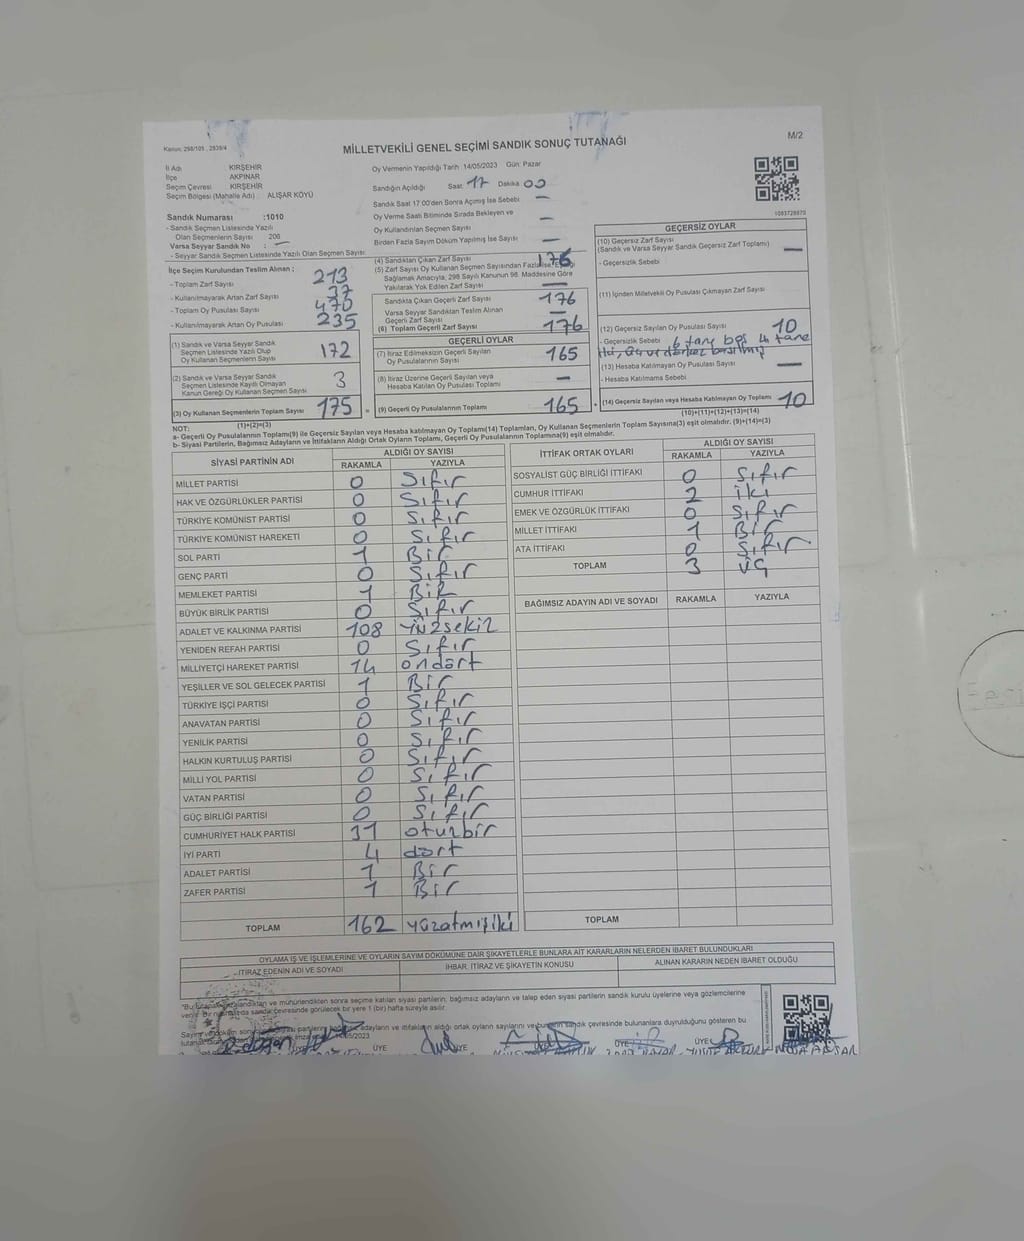 Kanun: 298/105, 2839/4
MİLLETVEKİLİ GENEL SEÇİMİ SANDIK SONUÇ TUTANAĞI
M/2
İl Adı KIRŞEHİR
İlçe AKPINAR
Seçim Çevresi KIRŞEHİR
Seçim Bölgesi (Mahalle Adı) : ALIŞAR KÖYÜ
Sandık Numarası :1010
- Sandık Seçmen Listesinde Yazılı
Olan Seçmenlerin Sayısı 200
Varsa Seyyar Sandık No : —
- Seyyar Sandık Seçmen Listesinde Yazılı Olan Seçmen Sayısı
İlçe Seçim Kurulundan Teslim Alınan ;
- Toplam Zarf Sayısı 213
- Kullanılmayarak Artan Zarf Sayısı 37
- Toplam Oy Pusulası Sayısı 470
- Kullanılmayarak Artan Oy Pusulası 235
(1) Sandık ve Varsa Seyyar Sandık
Seçmen Listesinde Yazılı Olup
Oy Kullanan Seçmenlerin Sayısı 172
(2) Sandık ve Varsa Seyyar Sandık
Seçmen Listesinde Kayıtlı Olmayan
Kanun Gereği Oy Kullanan Seçmen Sayısı 3
(3) Oy Kullanan Seçmenlerin Toplam Sayısı 175 =
(1)+(2)=(3)
Oy Vermenin Yapıldığı Tarih :14/05/2023 Gün: Pazar
Sandığın Açıldığı Saat 17 Dakika 00
Sandık Saat 17:00'den Sonra Açılmış İse Sebebi —
Oy Verme Saati Bitiminde Sırada Bekleyen ve
Oy Kullandırılan Seçmen Sayısı —
Birden Fazla Sayım Döküm Yapılmış İse Sayısı —
(4) Sandıktan Çıkan Zarf Sayısı 176
(5) Zarf Sayısı Oy Kullanan Seçmen Sayısından Fazla İse, Eşitliği
Sağlamak Amacıyla; 298 Sayılı Kanunun 98. Maddesine Göre
Yakılarak Yok Edilen Zarf Sayısı —
Sandıkta Çıkan Geçerli Zarf Sayısı 176
Varsa Seyyar Sandıktan Teslim Alınan
Geçerli Zarf Sayısı —
(6) Toplam Geçerli Zarf Sayısı 176
GEÇERLİ OYLAR
(7) İtiraz Edilmeksizin Geçerli Sayılan
Oy Pusulalarının Sayısı 165
(8) İtiraz Üzerine Geçerli Sayılan veya
Hesaba Katılan Oy Pusulası Toplamı —
(9) Geçerli Oy Pusulalarının Toplamı 165 +
1083728870
GEÇERSİZ OYLAR
(10) Geçersiz Zarf Sayısı
(Sandık ve Varsa Seyyar Sandık Geçersiz Zarf Toplamı) —
- Geçersizlik Sebebi
(11) İçinden Milletvekili Oy Pusulası Çıkmayan Zarf Sayısı
(12) Geçersiz Sayılan Oy Pusulası Sayısı 10
- Geçersizlik Sebebi 6 tane boş 4 tane
basılmış
(13) Hesaba Katılmayan Oy Pusulası Sayısı —
- Hesaba Katılmama Sebebi
(14) Geçersiz Sayılan veya Hesaba Katılmayan Oy Toplamı 10
(10)+(11)+(12)+(13)=(14)
NOT:
a- Geçerli Oy Pusulalarının Toplamı(9) ile Geçersiz Sayılan veya Hesaba katılmayan Oy Toplamı(14) Toplamları, Oy Kullanan Seçmenlerin Toplam Sayısına(3) eşit olmalıdır. (9)+(14)=(3)
b- Siyasi Partilerin, Bağımsız Adayların ve İttifakların Aldığı Ortak Oyların Toplamı, Geçerli Oy Pusulalarının Toplamına(9) eşit olmalıdır.
SİYASİ PARTİNİN ADI
ALDIĞI OY SAYISI
RAKAMLA YAZIYLA
MİLLET PARTİSİ 0 Sıfır
HAK VE ÖZGÜRLÜKLER PARTİSİ 0 Sıfır
TÜRKİYE KOMÜNİST PARTİSİ 0 Sıfır
TÜRKİYE KOMÜNİST HAREKETİ 0 Sıfır
SOL PARTİ 1 Bir
GENÇ PARTİ 0 Sıfır
MEMLEKET PARTİSİ 1 Bir
BÜYÜK BİRLİK PARTİSİ 0 Sıfır
ADALET VE KALKINMA PARTİSİ 108 Yüzsekiz
YENİDEN REFAH PARTİSİ 0 Sıfır
MİLLİYETÇİ HAREKET PARTİSİ 14 ondört
YEŞİLLER VE SOL GELECEK PARTİSİ 1 Bir
TÜRKİYE İŞÇİ PARTİSİ 0 Sıfır
ANAVATAN PARTİSİ 0 Sıfır
YENİLİK PARTİSİ 0 Sıfır
HALKIN KURTULUŞ PARTİSİ 0 Sıfır
MİLLİ YOL PARTİSİ 0 Sıfır
VATAN PARTİSİ 0 Sıfır
GÜÇ BİRLİĞİ PARTİSİ 0 Sıfır
CUMHURİYET HALK PARTİSİ 31 oturbir
İYİ PARTİ 4 dört
ADALET PARTİSİ 1 Bir
ZAFER PARTİSİ 1 Bir
TOPLAM 162 yüzatmışiki
İTTİFAK ORTAK OYLARI
ALDIĞI OY SAYISI
RAKAMLA YAZIYLA
SOSYALİST GÜÇ BİRLİĞİ İTTİFAKI 0 Sıfır
CUMHUR İTTİFAKI 2 iki
EMEK VE ÖZGÜRLÜK İTTİFAKI 0 Sıfır
MİLLET İTTİFAKI 1 Bir
ATA İTTİFAKI 0 Sıfır
TOPLAM 3 üç
BAĞIMSIZ ADAYIN ADI VE SOYADI RAKAMLA YAZIYLA
TOPLAM
OYLAMA İŞ VE İŞLEMLERİNE VE OYLARIN SAYIM DÖKÜMÜNE DAİR ŞİKAYETLERLE BUNLARA AİT KARARLARIN NELERDEN İBARET BULUNDUKLARI
İTİRAZ EDENİN ADI VE SOYADI İHBAR, İTİRAZ VE ŞİKAYETİN KONUSU ALINAN KARARIN NEDEN İBARET OLDUĞU
ve mühürlendikten sonra seçime katılan siyasi partilerin, bağımsız adayların ve talep eden siyasi partilerin sandık kurulu üyelerine veya gözlemcilerine
sandık çevresinde görülecek bir yere 1 (bir) hafta süreyle asılır.
adayların ve ittifakların aldığı ortak oyların sayılarını ve bunların sandık çevresinde bulunanlara duyrulduğunu gösteren bu
ÜYE ÜYE ÜYE ÜYE